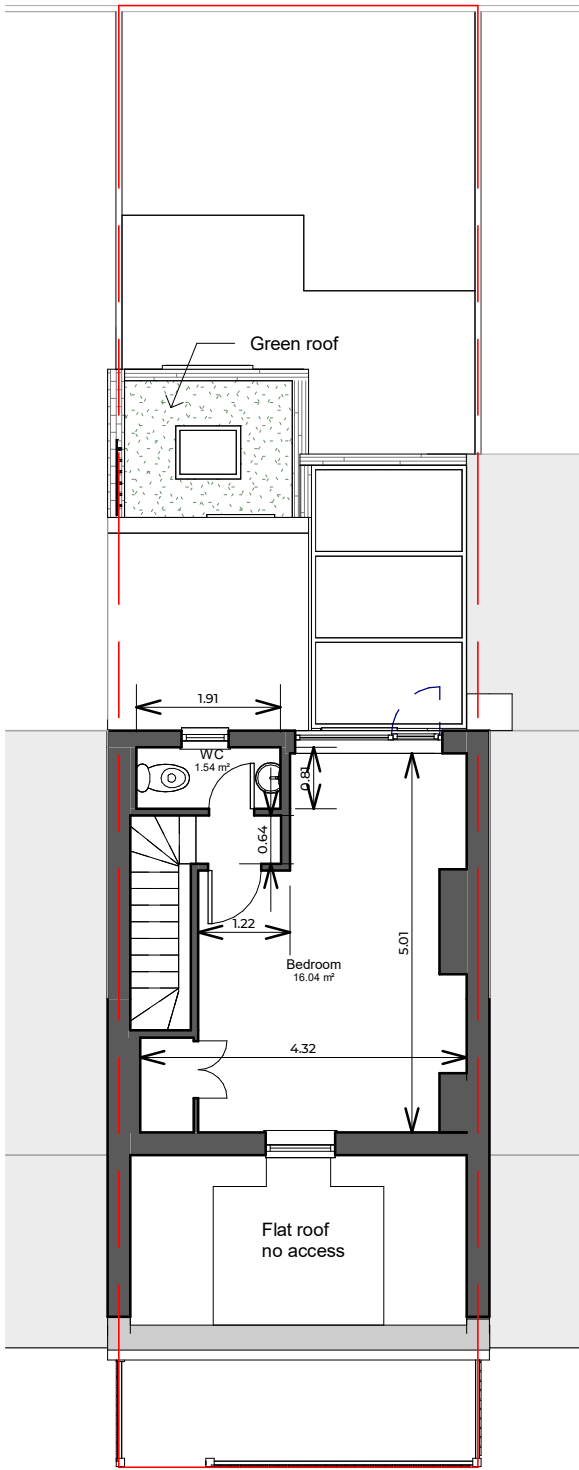 Green roof
1.91
WC
1.54 m²
0.81
0.64
1.22
5.01
Bedroom
16.04 m²
4.32
Flat roof
no access